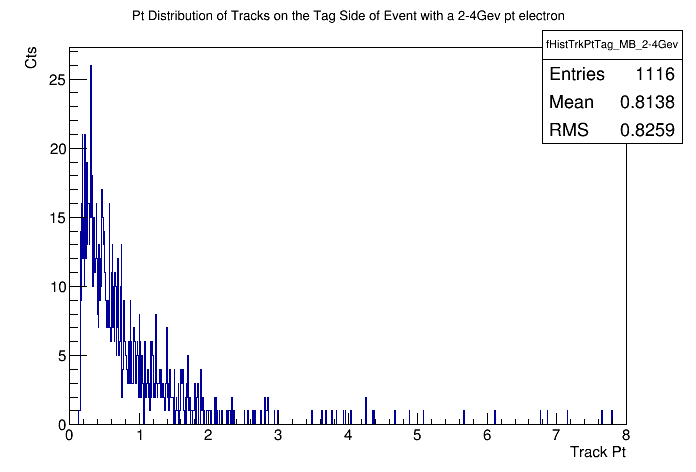 Pt Distribution of Tracks on the Tag Side of Event with a 2-4Gev pt electron
Cts
fHistTrkPtTag_MB_2-4Gev
Entries 1116
Mean 0.8138
RMS 0.8259
25
20
15
10
5
0
0 1 2 3 4 5 6 7 8
Track Pt